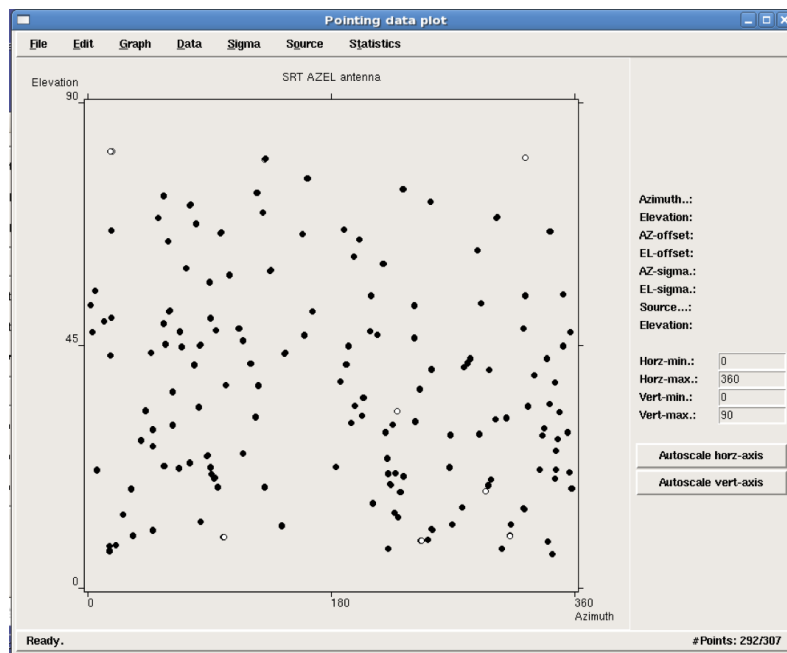 Pointing data plot
File Edit Graph Data Sigma Source Statistics
SRT AZEL antenna
Elevation
90
45
0
0 180 360
Azimuth
Azimuth..:
Elevation:
AZ-offset:
EL-offset:
AZ-sigma.:
EL-sigma.:
Source...:
Elevation:
Horz-min.: 0
Horz-max.: 360
Vert-min.: 0
Vert-max.: 90
Autoscale horz-axis
Autoscale vert-axis
Ready. #Points: 292/307